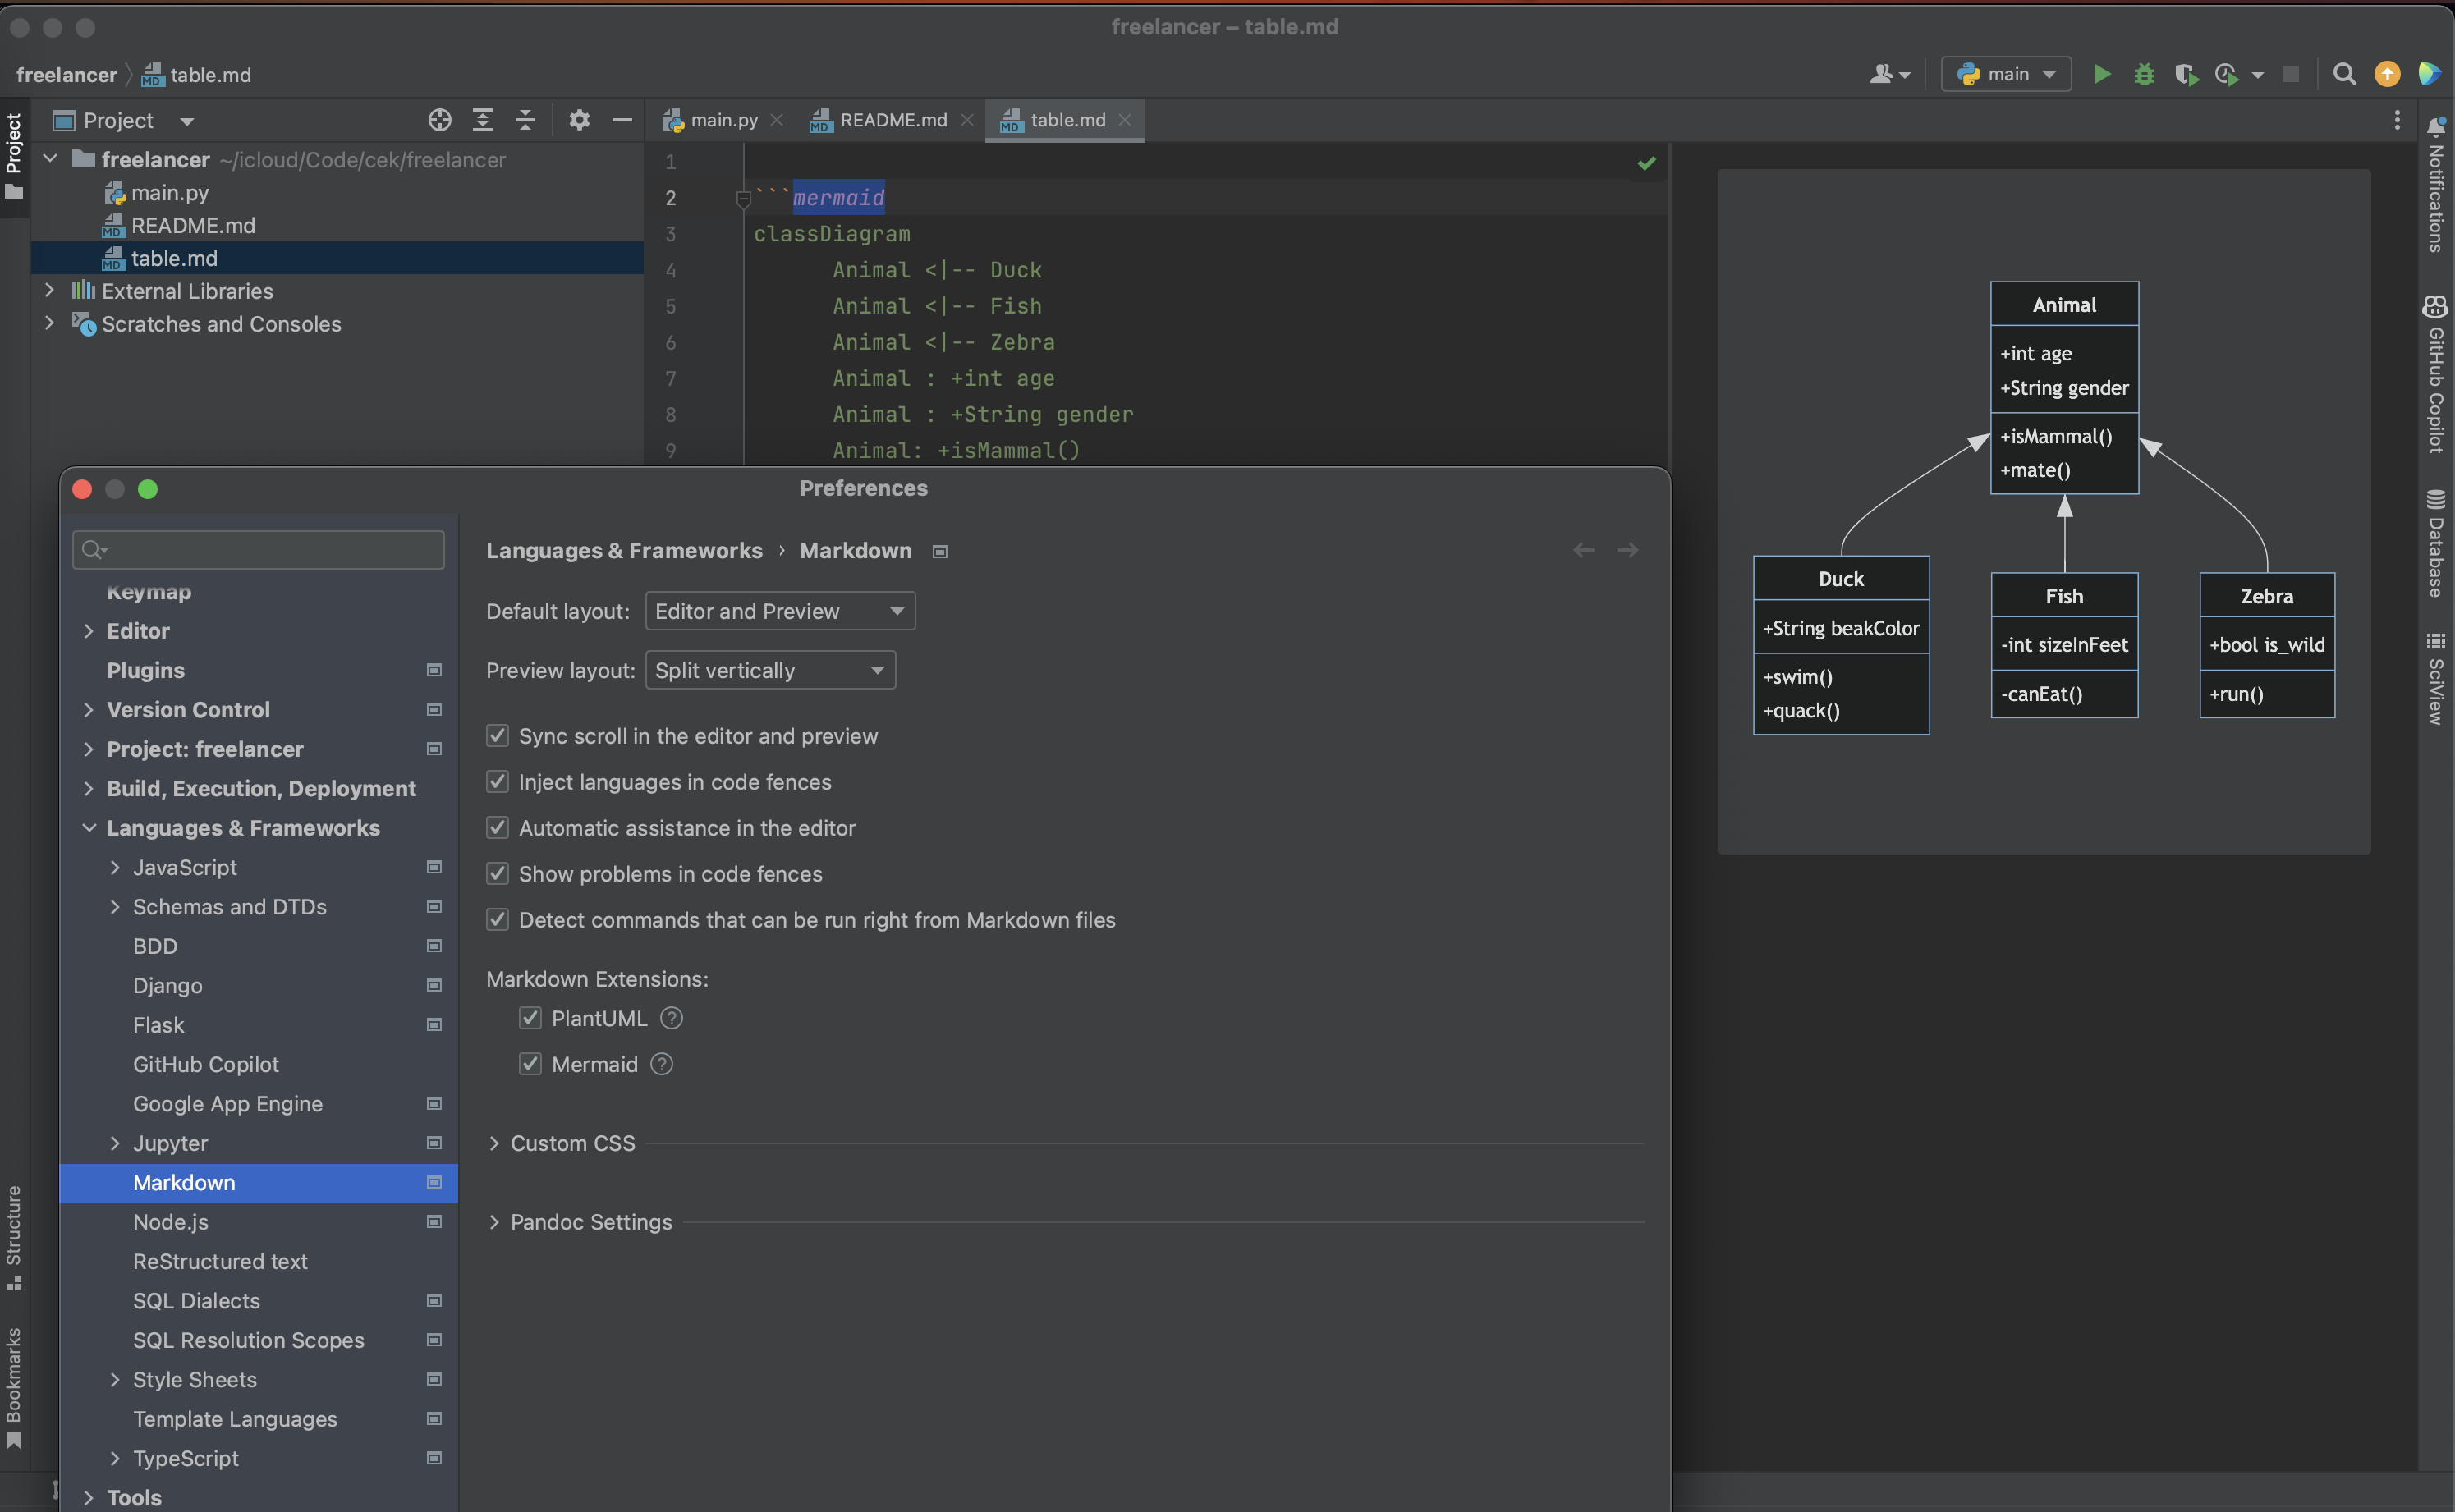 freelancer – table.md
freelancer
table.md
main
Project
Project
main.py
README.md
table.md
freelancer ~/icloud/Code/cek/freelancer
main.py
README.md
table.md
External Libraries
Scratches and Consoles
1
2 ```mermaid
3 classDiagram
4 Animal <|-- Duck
5 Animal <|-- Fish
6 Animal <|-- Zebra
7 Animal : +int age
8 Animal : +String gender
9 Animal: +isMammal()
Animal
+int age
+String gender
+isMammal()
+mate()
Duck
+String beakColor
+swim()
+quack()
Fish
-int sizeInFeet
-canEat()
Zebra
+bool is_wild
+run()
Notifications
GitHub Copilot
Database
SciView
Structure
Bookmarks
Preferences
Keymap
Editor
Plugins
Version Control
Project: freelancer
Build, Execution, Deployment
Languages & Frameworks
JavaScript
Schemas and DTDs
BDD
Django
Flask
GitHub Copilot
Google App Engine
Jupyter
Markdown
Node.js
ReStructured text
SQL Dialects
SQL Resolution Scopes
Style Sheets
Template Languages
TypeScript
Tools
Languages & Frameworks › Markdown
Default layout: Editor and Preview
Preview layout: Split vertically
Sync scroll in the editor and preview
Inject languages in code fences
Automatic assistance in the editor
Show problems in code fences
Detect commands that can be run right from Markdown files
Markdown Extensions:
PlantUML ?
Mermaid ?
Custom CSS
Pandoc Settings